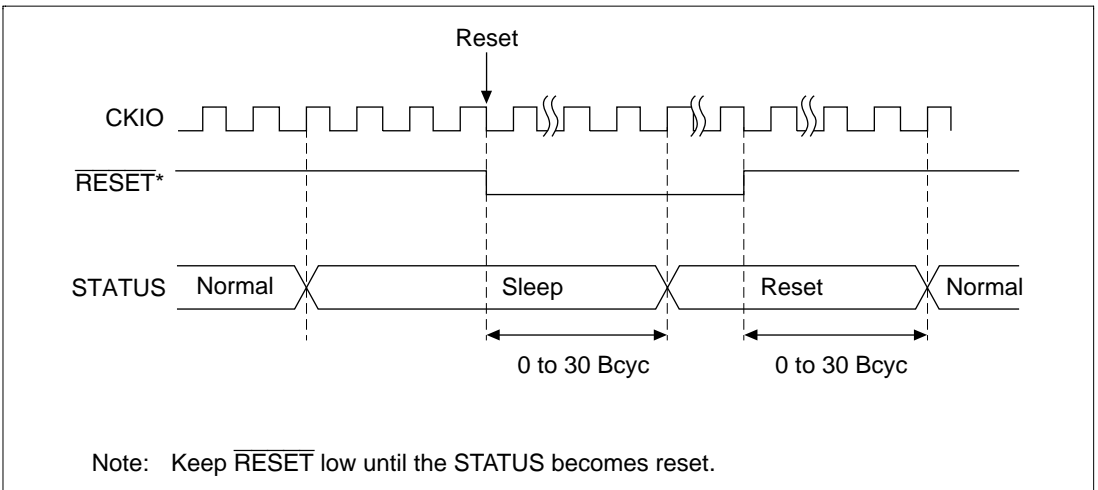 Reset
CKIO
RESET*
STATUS Normal Sleep Reset Normal
0 to 30 Bcyc 0 to 30 Bcyc
Note: Keep RESET low until the STATUS becomes reset.